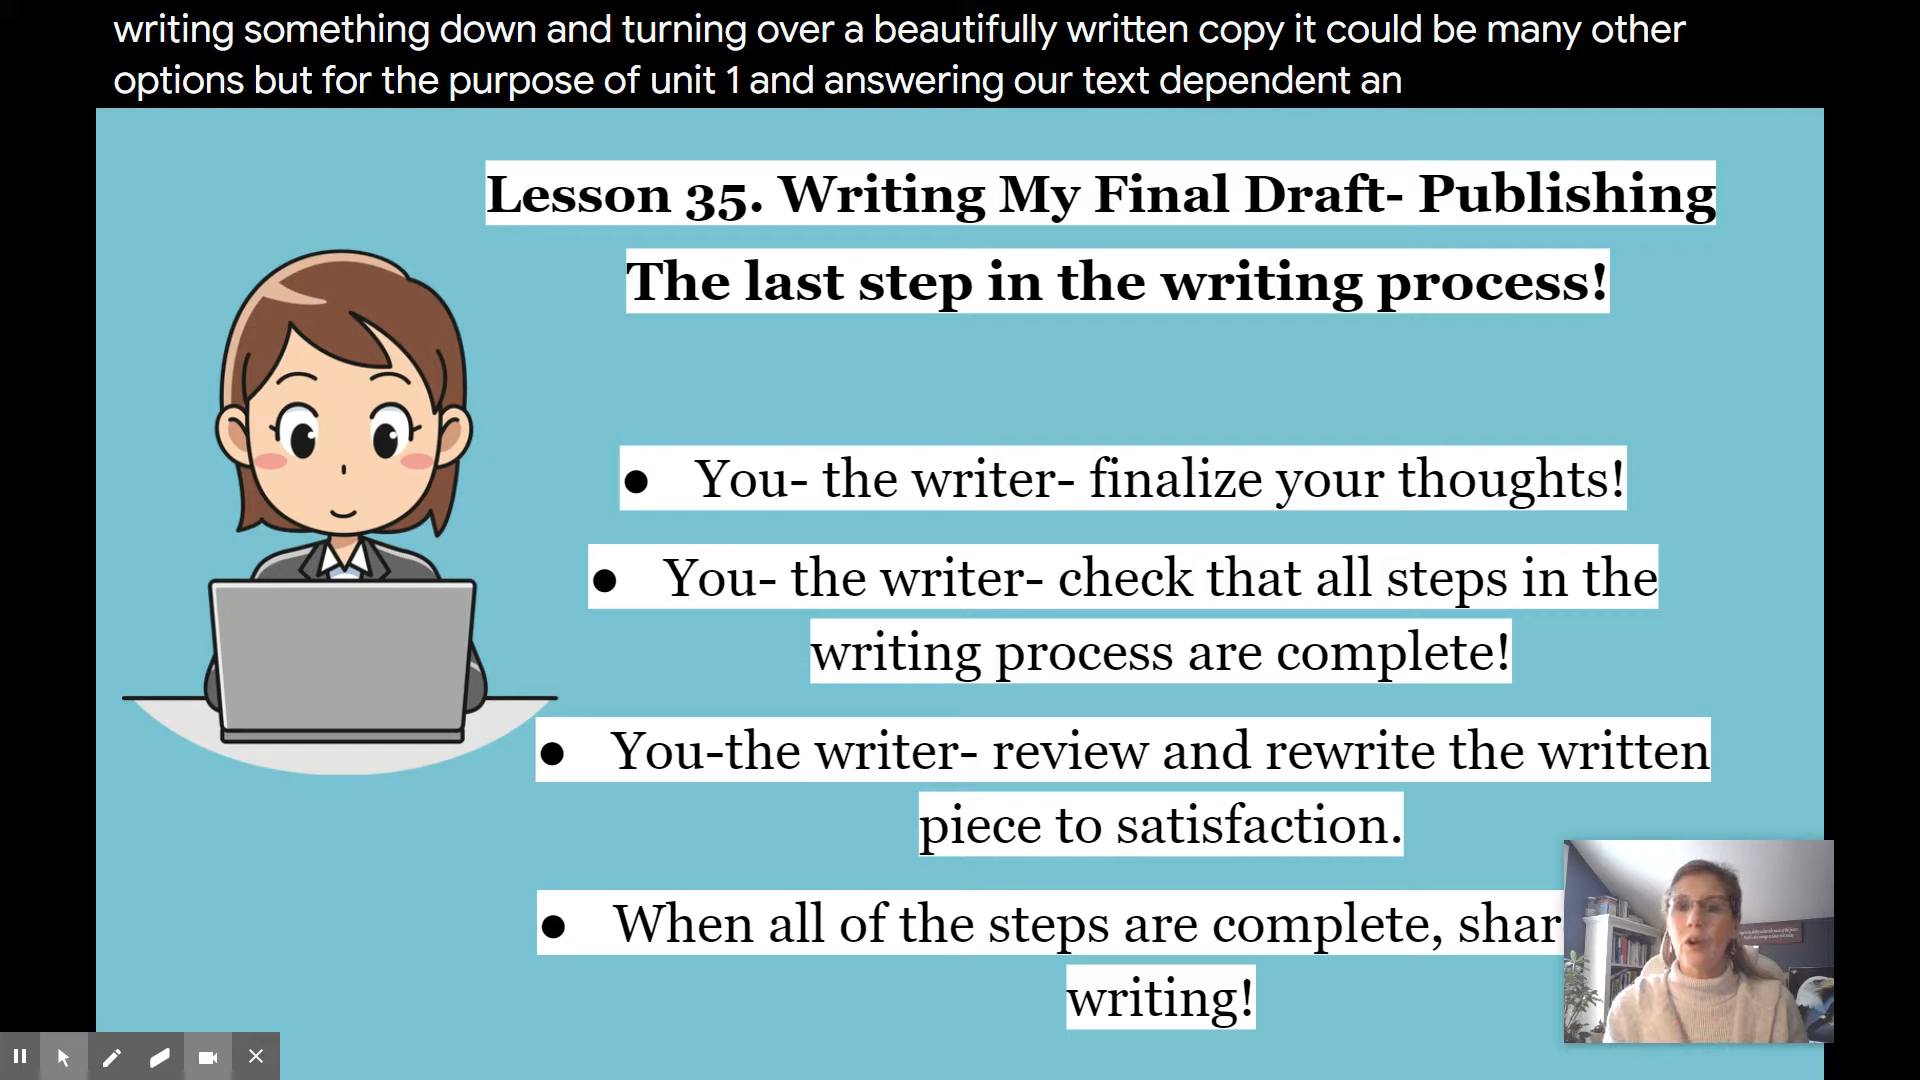 writing something down and turning over a beautifully written copy it could be many other
options but for the purpose of unit 1 and answering our text dependent an
Lesson 35. Writing My Final Draft- Publishing
The last step in the writing process!
● You- the writer- finalize your thoughts!
● You- the writer- check that all steps in the
writing process are complete!
● You-the writer- review and rewrite the written
piece to satisfaction.
● When all of the steps are complete, shar
writing!